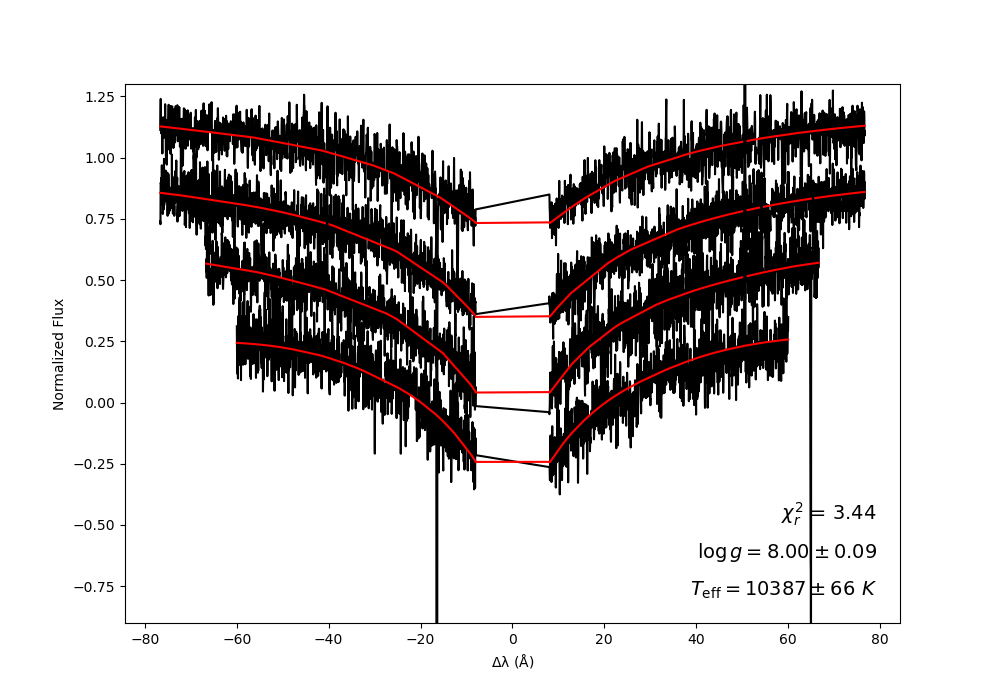 1.25
1.00
0.75
0.50
0.25
0.00
−0.25
−0.50
−0.75
Normalized Flux
χ²ᵣ = 3.44
log g = 8.00 ± 0.09
T_eff = 10387 ± 66 K
−80 −60 −40 −20 0 20 40 60 80
Δλ (Å)